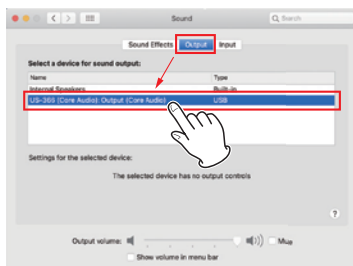 Sound
Search
Sound Effects Output Input
Select a device for sound output:
Name Type
Internal Speakers Built-in
US-366 (Core Audio): Output (Core Audio) USB
Settings for the selected device:
The selected device has no output controls
?
Output volume: Mute
Show volume in menu bar